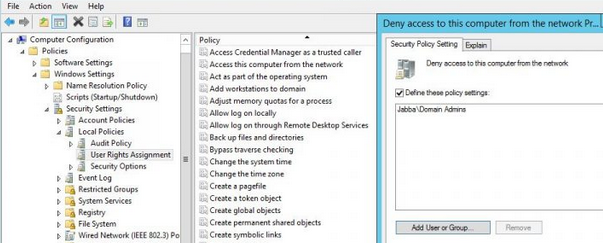 File Action View Help
Computer Configuration
Policies
Software Settings
Windows Settings
Name Resolution Policy
Scripts (Startup/Shutdown)
Security Settings
Account Policies
Local Policies
Audit Policy
User Rights Assignment
Security Options
Event Log
Restricted Groups
System Services
Registry
File System
Wired Network (IEEE 802.3) Po
Policy
Access Credential Manager as a trusted caller
Access this computer from the network
Act as part of the operating system
Add workstations to domain
Adjust memory quotas for a process
Allow log on locally
Allow log on through Remote Desktop Services
Back up files and directories
Bypass traverse checking
Change the system time
Change the time zone
Create a pagefile
Create a token object
Create global objects
Create permanent shared objects
Create symbolic links
Deny access to this computer from the network Pr...
Security Policy Setting Explain
Deny access to this computer from the network
Define these policy settings:
Jabba\Domain Admins
Add User or Group... Remove